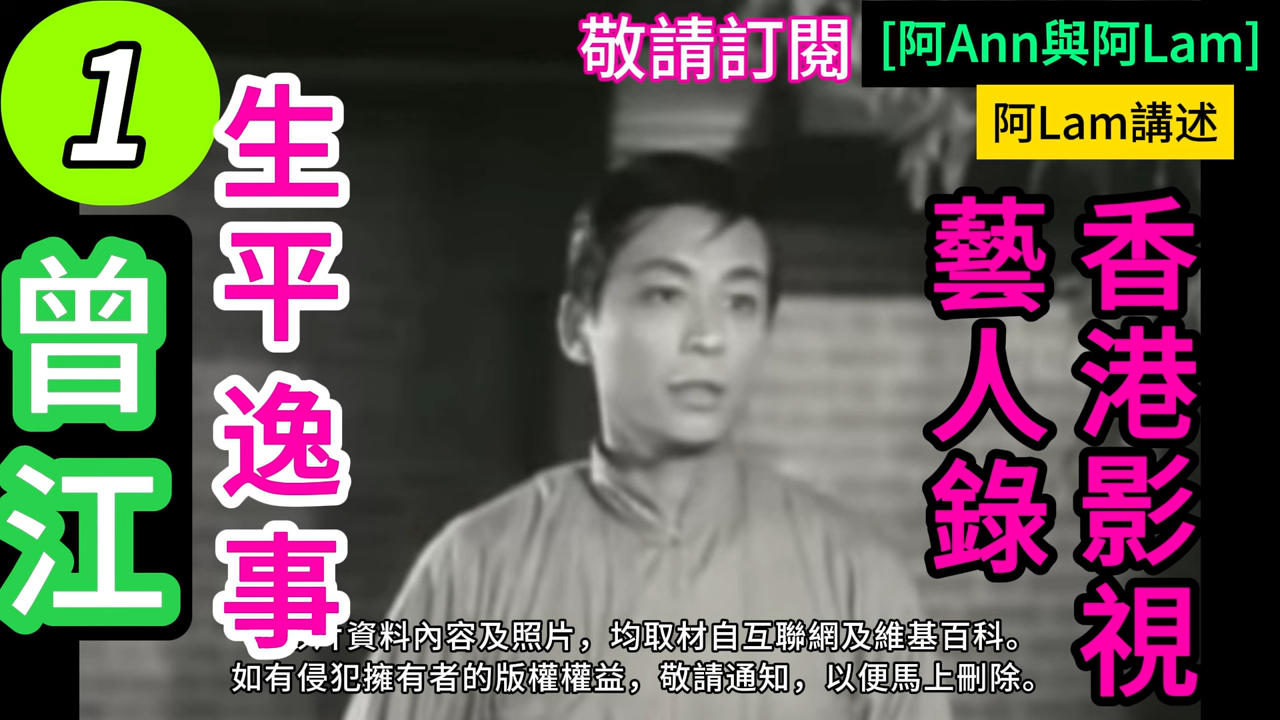 1
曾江
生平逸事
敬請訂閱
[阿Ann與阿Lam]
阿Lam講述
香港影視
藝人錄
資料內容及照片，均取材自互聯網及維基百科。
如有侵犯擁有者的版權權益，敬請通知，以便馬上刪除。